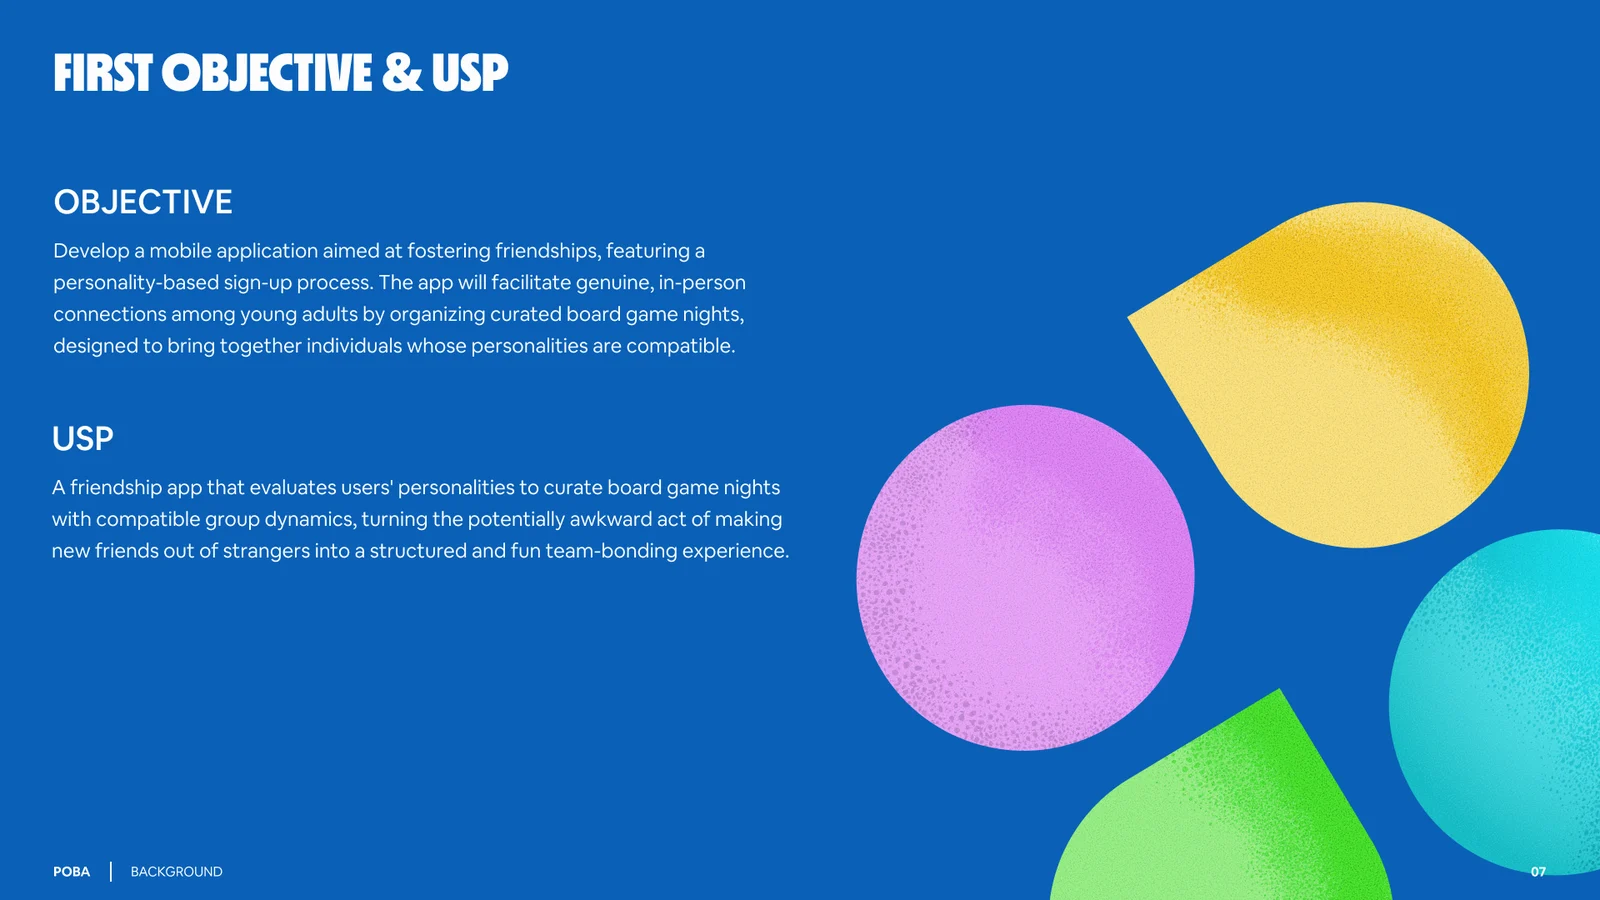 FIRST OBJECTIVE & USP
OBJECTIVE
Develop a mobile application aimed at fostering friendships, featuring a
personality-based sign-up process. The app will facilitate genuine, in-person
connections among young adults by organizing curated board game nights,
designed to bring together individuals whose personalities are compatible.
USP
A friendship app that evaluates users' personalities to curate board game nights
with compatible group dynamics, turning the potentially awkward act of making
new friends out of strangers into a structured and fun team-bonding experience.
POBA | BACKGROUND
07